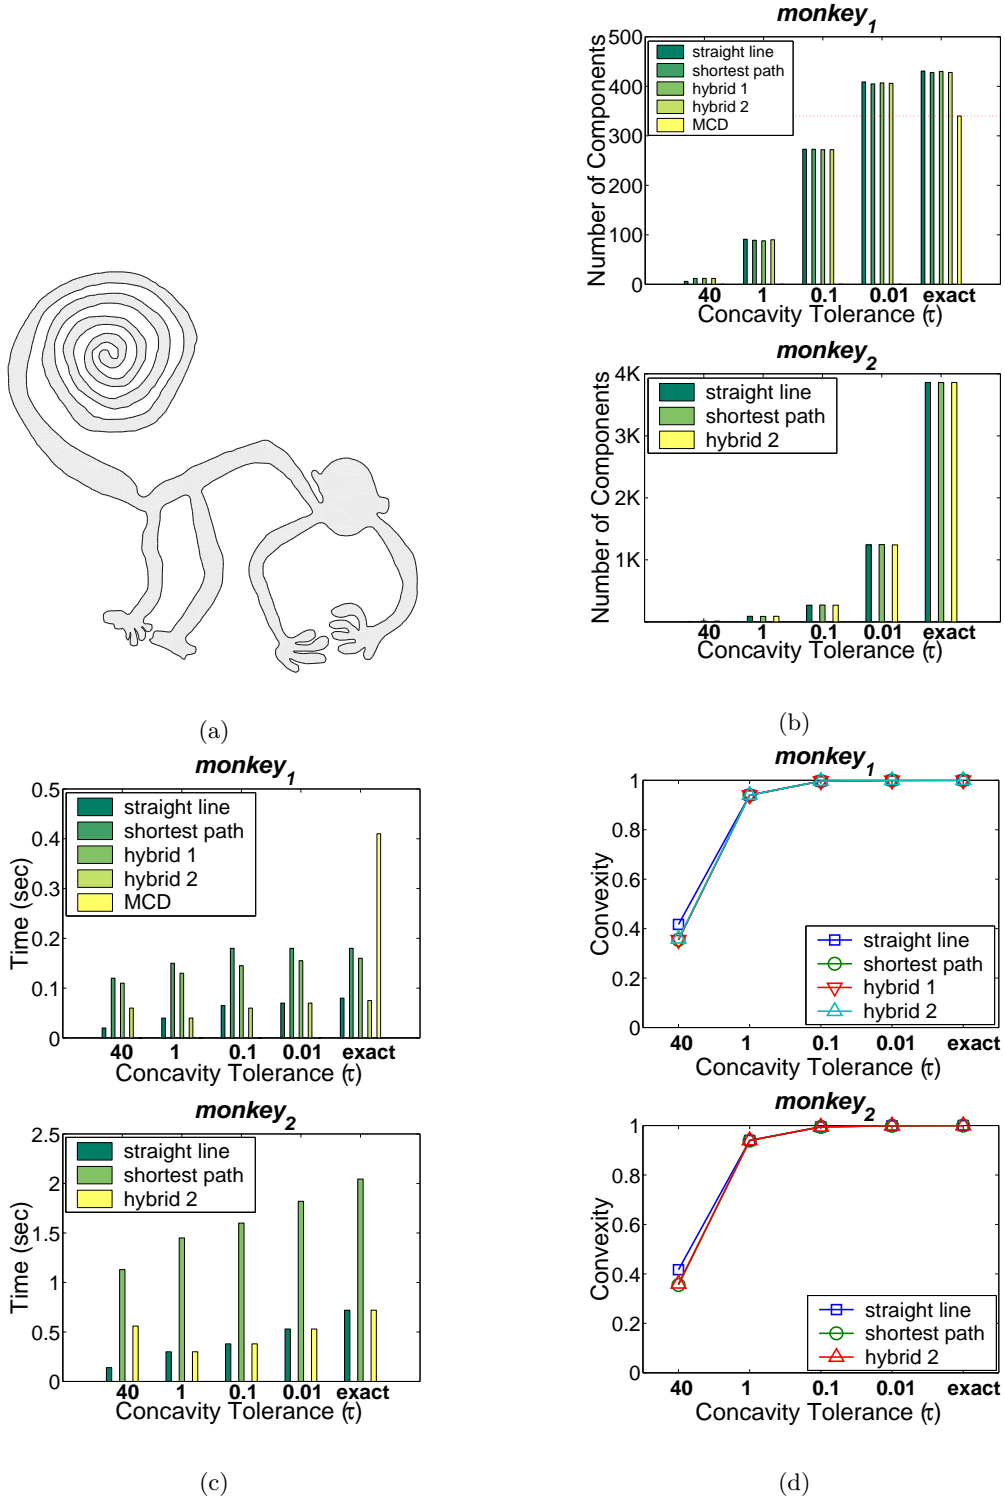 monkey1
500
400
300
200
100
0
Number of Components
straight line
shortest path
hybrid 1
hybrid 2
MCD
40 1 0.1 0.01 exact
Concavity Tolerance (τ)
monkey2
4K
3K
2K
1K
Number of Components
straight line
shortest path
hybrid 2
40 1 0.1 0.01 exact
Concavity Tolerance (τ)
(a)
(b)
monkey1
0.5
0.4
0.3
0.2
0.1
0
Time (sec)
straight line
shortest path
hybrid 1
hybrid 2
MCD
40 1 0.1 0.01 exact
Concavity Tolerance (τ)
monkey2
2.5
2
1.5
1
0.5
0
Time (sec)
straight line
shortest path
hybrid 2
40 1 0.1 0.01 exact
Concavity Tolerance (τ)
(c)
monkey1
1
0.8
0.6
0.4
0.2
0
Convexity
straight line
shortest path
hybrid 1
hybrid 2
40 1 0.1 0.01 exact
Concavity Tolerance (τ)
monkey2
1
0.8
0.6
0.4
0.2
0
Convexity
straight line
shortest path
hybrid 2
40 1 0.1 0.01 exact
Concavity Tolerance (τ)
(d)